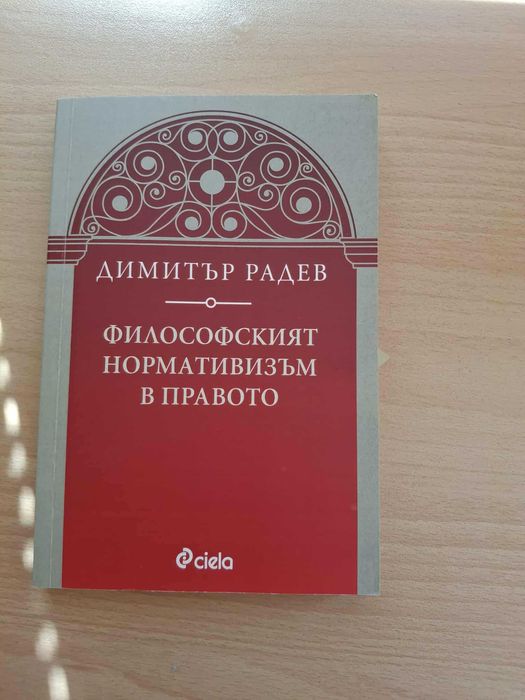 ДИМИТЪР РАДЕВ
ФИЛОСОФСКИЯТ
НОРМАТИВИЗЪМ
В ПРАВОТО
ciela